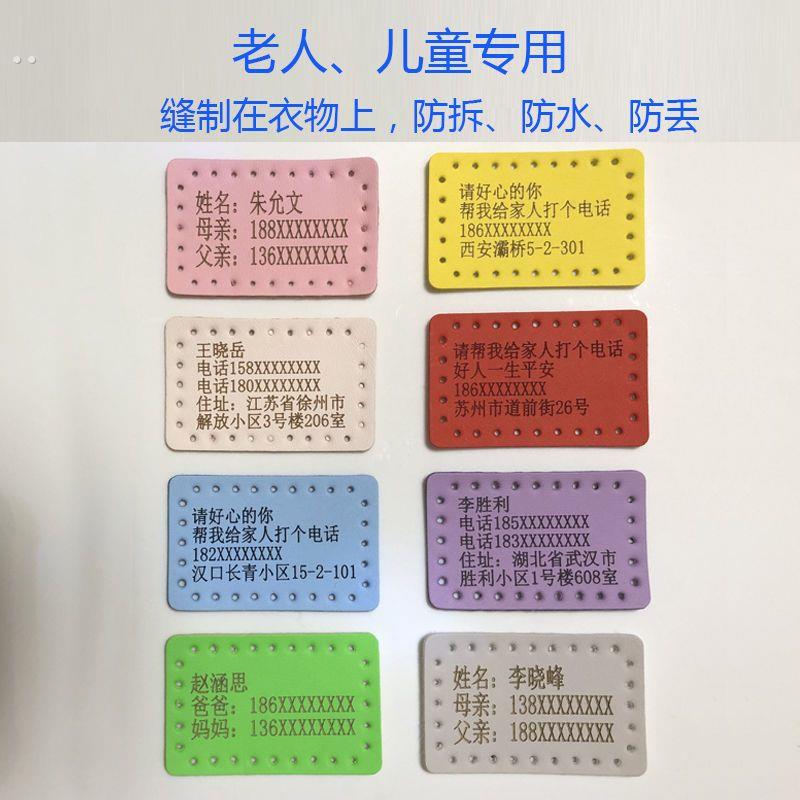 老人、儿童专用
缝制在衣物上，防拆、防水、防丢
姓名：朱允文
母亲：188XXXXXXXX
父亲：136XXXXXXXX
请好心的你
帮我给家人打个电话
186XXXXXXXX
西安灞桥5-2-301
王晓岳
电话158XXXXXXXX
电话180XXXXXXXX
住址：江苏省徐州市
解放小区3号楼206室
请帮我给家人打个电话
好人一生平安
186XXXXXXXX
苏州市道前街26号
请好心的你
帮我给家人打个电话
182XXXXXXXX
汉口长青小区15-2-101
李胜利
电话185XXXXXXXX
电话183XXXXXXXX
住址：湖北省武汉市
胜利小区1号楼608室
赵涵思
爸爸：186XXXXXXXX
妈妈：136XXXXXXXX
姓名：李晓峰
母亲：138XXXXXXXX
父亲：188XXXXXXXX